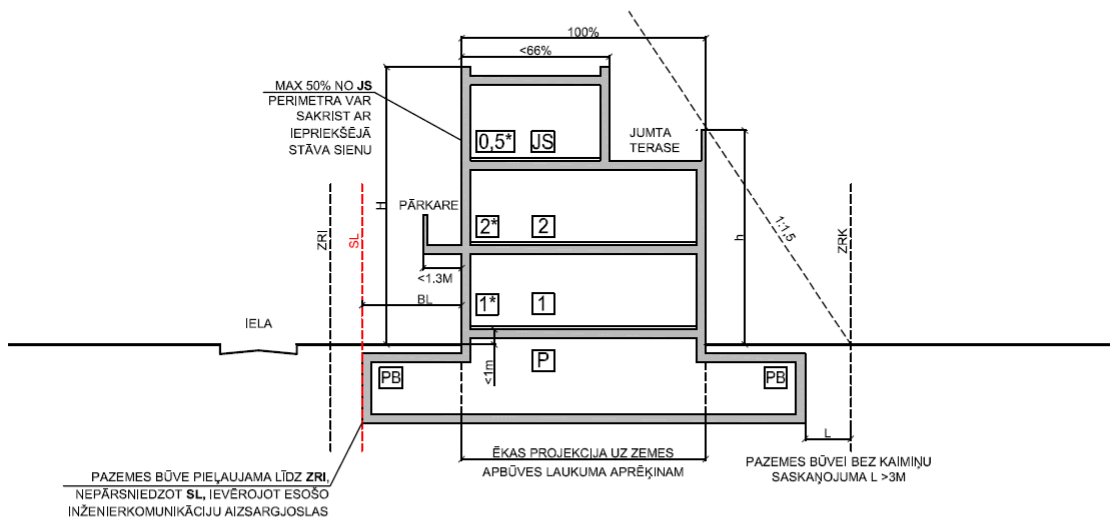 100%
<66%
MAX 50% NO JS
PERIMETRA VAR
SAKRIST AR
IEPRIEKŠĒJĀ
STĀVA SIENU
0,5*
JS
JUMTA
TERASE
H
PĀRKARE
ZRI
SL
2*
2
h
1:1,5
ZRK
<1.3M
BL
1*
1
IELA
<1m
P
PB
PB
L
ĒKAS PROJEKCIJA UZ ZEMES
APBŪVES LAUKUMA APRĒĶINAM
PAZEMES BŪVEI BEZ KAIMIŅU
SASKAŅOJUMA L >3M
PAZEMES BŪVE PIEĻAUJAMA LĪDZ ZRI,
NEPĀRSNIEDZOT SL, IEVĒROJOT ESOŠO
INŽENIERKOMUNIKĀCIJU AIZSARGJOSLAS